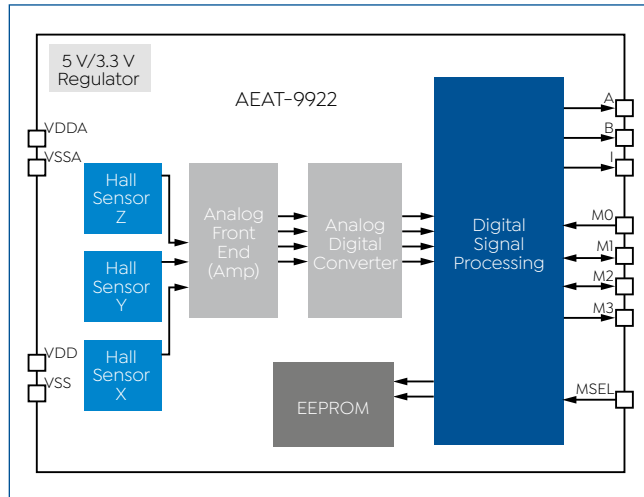 5 V/3.3 V
Regulator
AEAT-9922
VDDA
VSSA
VDD
VSS
Hall
Sensor
Z
Hall
Sensor
Y
Hall
Sensor
X
Analog
Front
End
(Amp)
Analog
Digital
Converter
Digital
Signal
Processing
EEPROM
A
B
I
M0
M1
M2
M3
MSEL